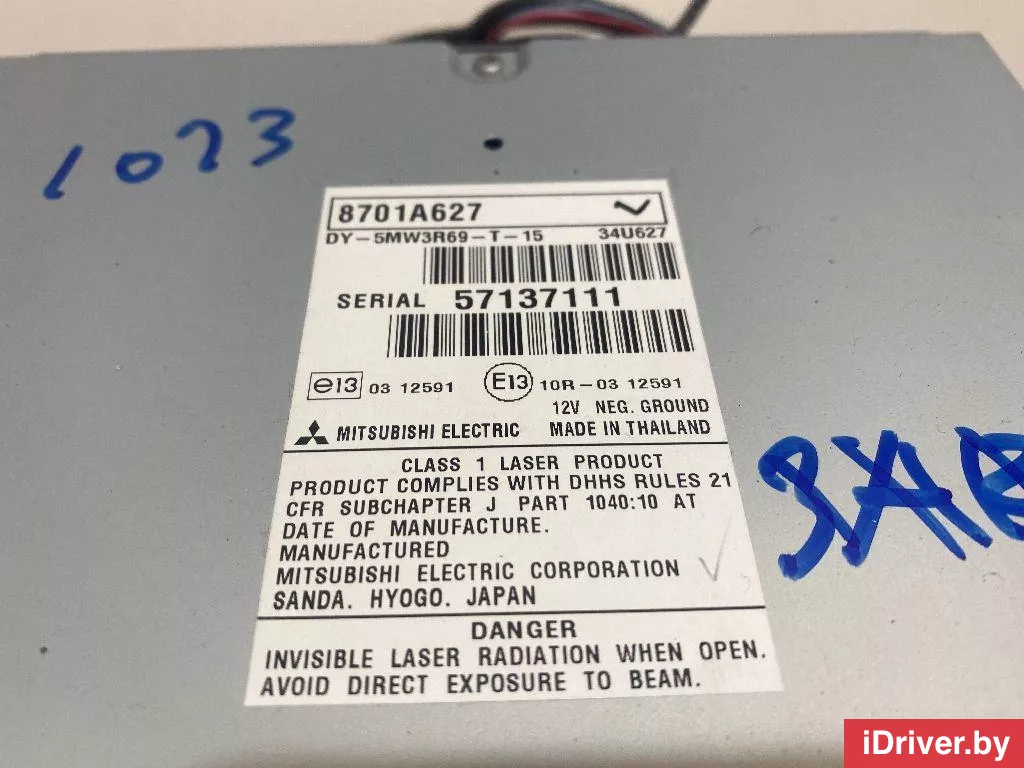 1073
8701A627
DY-5MW3R69-T-15 34U627
SERIAL 57137111
e13 03 12591 E13 10R-03 12591
12V NEG. GROUND
MITSUBISHI ELECTRIC MADE IN THAILAND
CLASS 1 LASER PRODUCT
PRODUCT COMPLIES WITH DHHS RULES 21
CFR SUBCHAPTER J PART 1040:10 AT
DATE OF MANUFACTURE.
MANUFACTURED
MITSUBISHI ELECTRIC CORPORATION
SANDA. HYOGO. JAPAN
DANGER
INVISIBLE LASER RADIATION WHEN OPEN.
AVOID DIRECT EXPOSURE TO BEAM.
iDriver.by